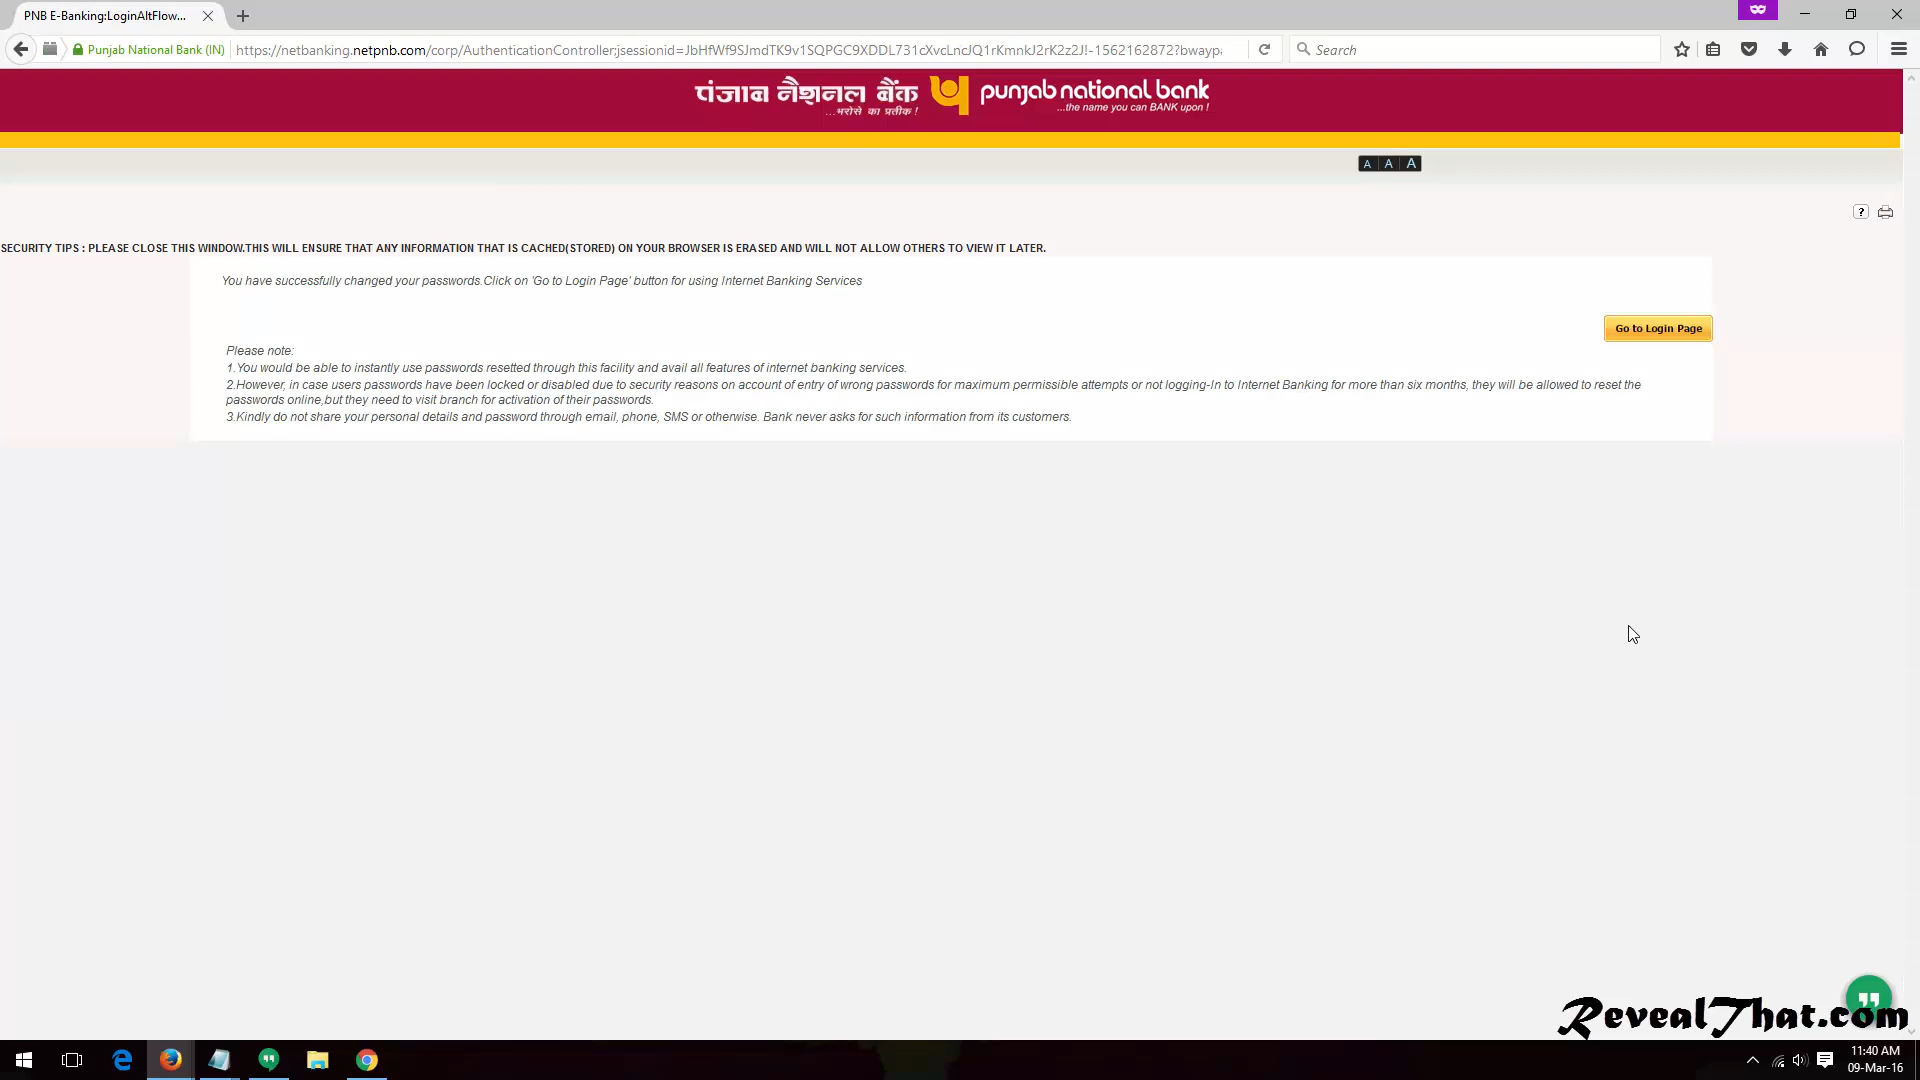 PNB E-Banking:LoginAltFlow...
Punjab National Bank (IN)
https://netbanking.netpnb.com/corp/AuthenticationController;jsessionid=JbHfWf9SJmdTK9v1SQPGC9XDDL731cXvcLncJQ1rKmnkJ2rK2z2J!-1562162872?bwaypa
Search
पंजाब नैशनल बैंक punjab national bank
...भरोसे का प्रतीक! ...the name you can BANK upon !
A A A
?
SECURITY TIPS : PLEASE CLOSE THIS WINDOW.THIS WILL ENSURE THAT ANY INFORMATION THAT IS CACHED(STORED) ON YOUR BROWSER IS ERASED AND WILL NOT ALLOW OTHERS TO VIEW IT LATER.
You have successfully changed your passwords.Click on 'Go to Login Page' button for using Internet Banking Services
Go to Login Page
Please note:
1.You would be able to instantly use passwords resetted through this facility and avail all features of internet banking services.
2.However, in case users passwords have been locked or disabled due to security reasons on account of entry of wrong passwords for maximum permissible attempts or not logging-In to Internet Banking for more than six months, they will be allowed to reset the
passwords online,but they need to visit branch for activation of their passwords.
3.Kindly do not share your personal details and password through email, phone, SMS or otherwise. Bank never asks for such information from its customers.
RevealThat.com
11:40 AM
09-Mar-16